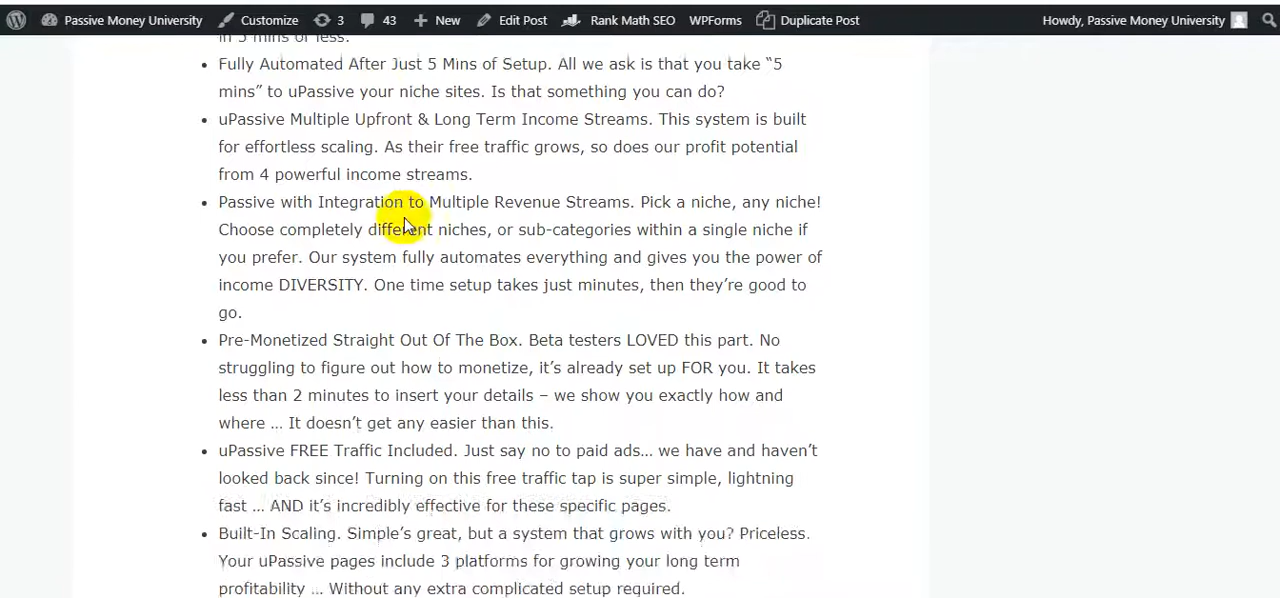 Passive Money University Customize 3 43 New Edit Post Rank Math SEO WPForms Duplicate Post Howdy, Passive Money University
in 5 mins or less.
Fully Automated After Just 5 Mins of Setup. All we ask is that you take “5
mins” to uPassive your niche sites. Is that something you can do?
uPassive Multiple Upfront & Long Term Income Streams. This system is built
for effortless scaling. As their free traffic grows, so does our profit potential
from 4 powerful income streams.
Passive with Integration to Multiple Revenue Streams. Pick a niche, any niche!
Choose completely different niches, or sub-categories within a single niche if
you prefer. Our system fully automates everything and gives you the power of
income DIVERSITY. One time setup takes just minutes, then they’re good to
go.
Pre-Monetized Straight Out Of The Box. Beta testers LOVED this part. No
struggling to figure out how to monetize, it’s already set up FOR you. It takes
less than 2 minutes to insert your details – we show you exactly how and
where … It doesn’t get any easier than this.
uPassive FREE Traffic Included. Just say no to paid ads… we have and haven’t
looked back since! Turning on this free traffic tap is super simple, lightning
fast … AND it’s incredibly effective for these specific pages.
Built-In Scaling. Simple’s great, but a system that grows with you? Priceless.
Your uPassive pages include 3 platforms for growing your long term
profitability … Without any extra complicated setup required.